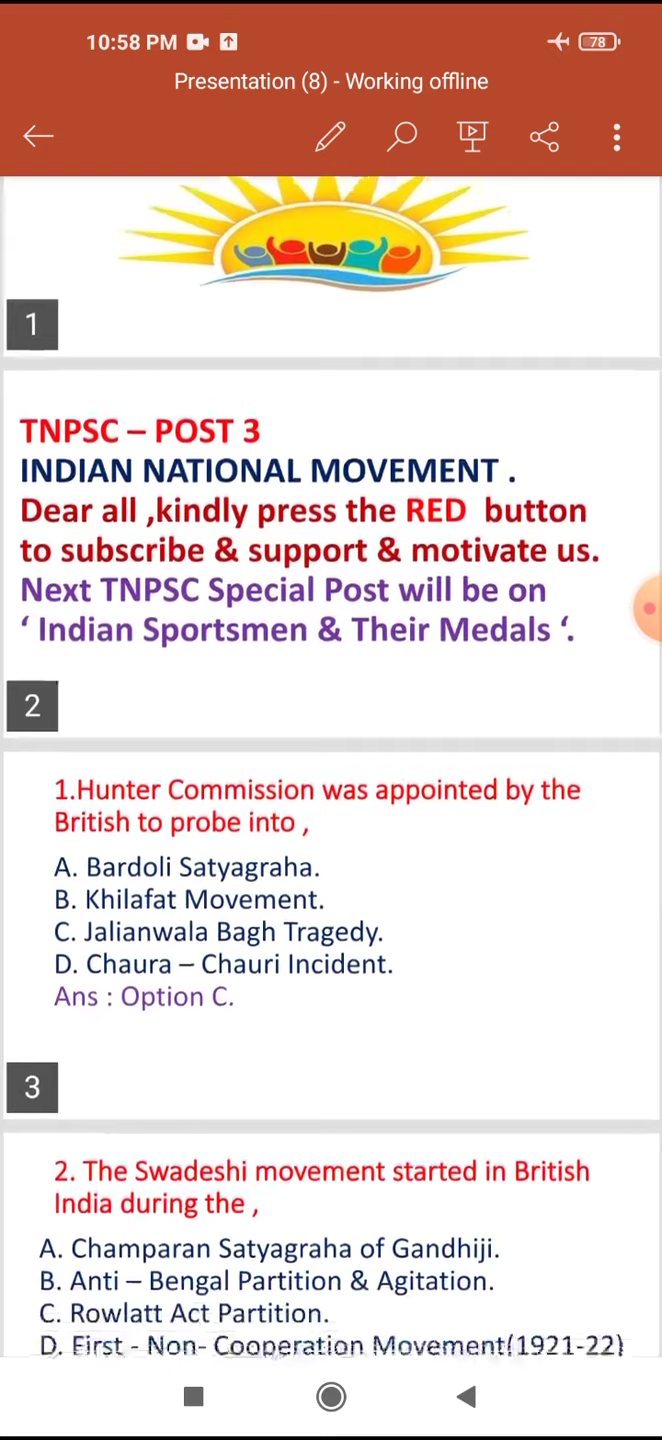 10:58 PM
78
Presentation (8) - Working offline
1
TNPSC – POST 3
INDIAN NATIONAL MOVEMENT .
Dear all ,kindly press the RED button
to subscribe & support & motivate us.
Next TNPSC Special Post will be on
‘ Indian Sportsmen & Their Medals ‘.
2
1.Hunter Commission was appointed by the
British to probe into ,
A. Bardoli Satyagraha.
B. Khilafat Movement.
C. Jalianwala Bagh Tragedy.
D. Chaura – Chauri Incident.
Ans : Option C.
3
2. The Swadeshi movement started in British
India during the ,
A. Champaran Satyagraha of Gandhiji.
B. Anti – Bengal Partition & Agitation.
C. Rowlatt Act Partition.
D. First - Non- Cooperation Movement(1921-22)